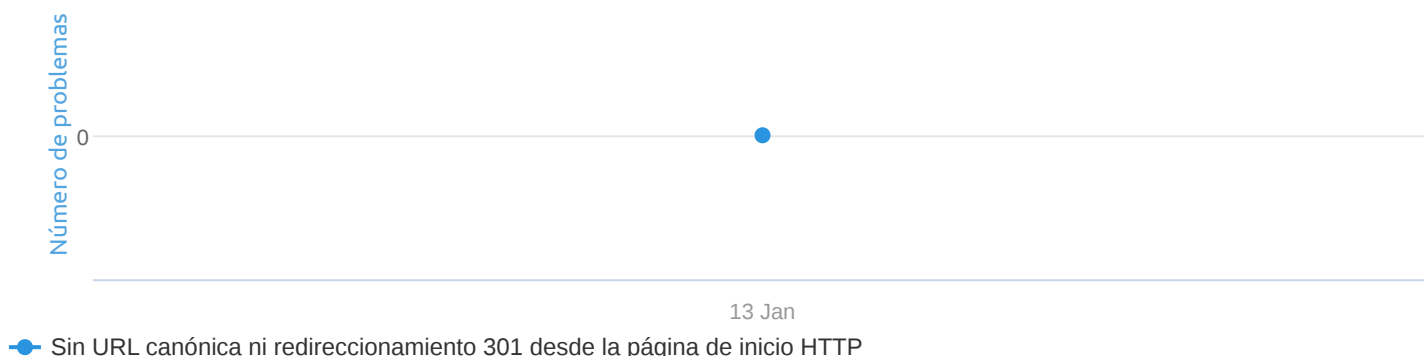 Número de problemas
0
13 Jan
Sin URL canónica ni redireccionamiento 301 desde la página de inicio HTTP